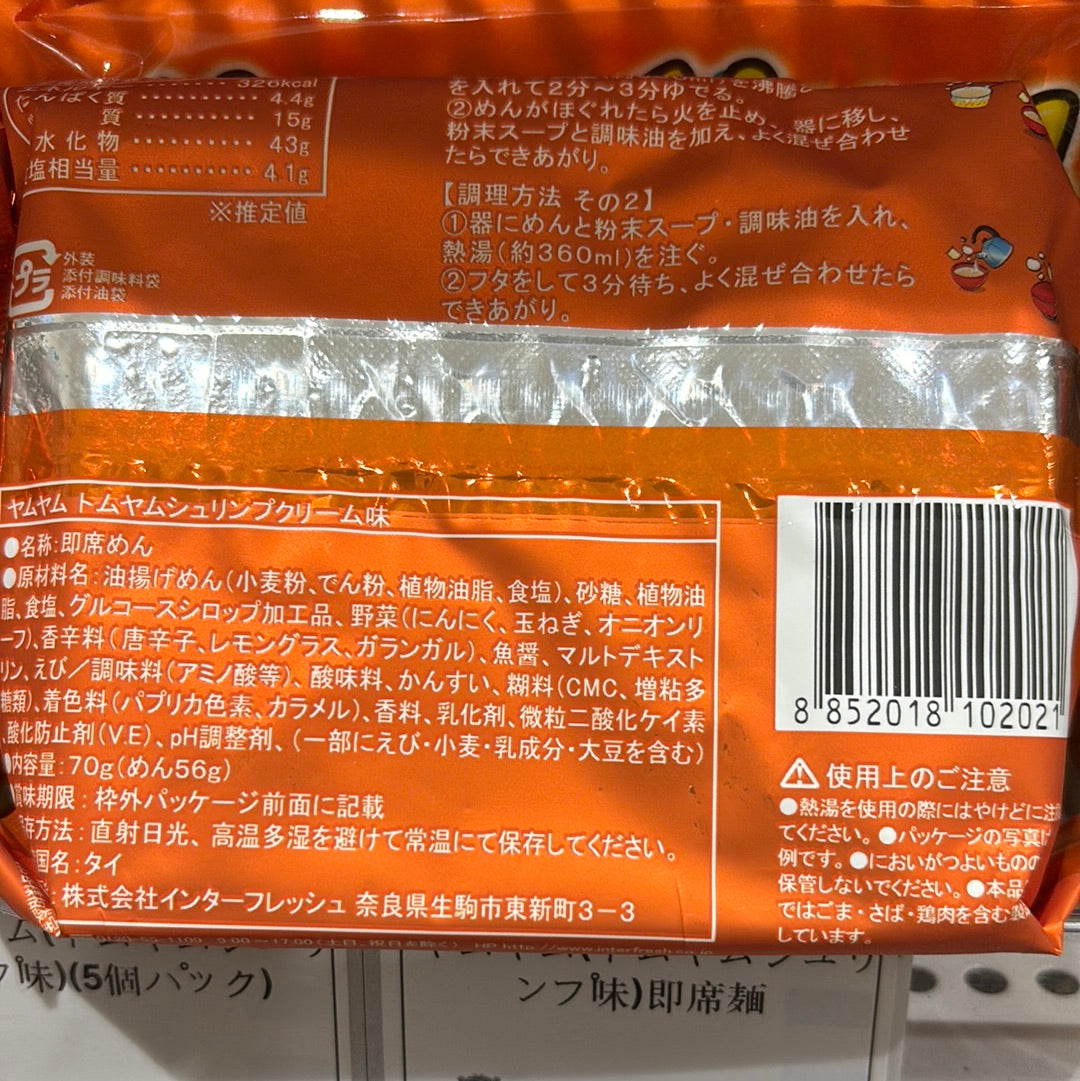 326kcal
たんぱく質 ・・・・・・・・・・ 4.4g
質 ・・・・・・・・・・ 15g
水化物 ・・・・・・・・・・ 43g
塩相当量 ・・・・・・・・・・ 4.1g
※推定値
プラ
外装
添付調味料袋
添付油袋
を入れて2分〜3分ゆでる。
②めんがほぐれたら火を止め、器に移し、
粉末スープと調味油を加え、よく混ぜ合わせ
たらできあがり。
【調理方法 その2】
①器にめんと粉末スープ・調味油を入れ、
熱湯(約360ml)を注ぐ。
②フタをして3分待ち、よく混ぜ合わせたら
できあがり。
ヤムヤム トムヤムシュリンプクリーム味
●名称:即席めん
●原材料名:油揚げめん(小麦粉、でん粉、植物油脂、食塩)、砂糖、植物油
脂、食塩、グルコースシロップ加工品、野菜(にんにく、玉ねぎ、オニオンリ
ーフ)、香辛料(唐辛子、レモングラス、ガランガル)、魚醤、マルトデキスト
リン、えび/調味料(アミノ酸等)、酸味料、かんすい、糊料(CMC、増粘多
糖類)、着色料(パプリカ色素、カラメル)、香料、乳化剤、微粒二酸化ケイ素
、酸化防止剤(V.E)、pH調整剤、(一部にえび・小麦・乳成分・大豆を含む)
●内容量:70g(めん56g)
賞味期限:枠外パッケージ前面に記載
保存方法:直射日光、高温多湿を避けて常温にて保存してください。
国名:タイ
:株式会社インターフレッシュ 奈良県生駒市東新町3-3
9:00〜17:00(土日、祝日を除く) HP http://www.interfresh.co.jp
8 852018 102021
⚠使用上のご注意
●熱湯を使用の際にはやけどに注
てください。●パッケージの写真は
例です。●においがつよいものの
保管しないでください。●本品
ではごま・さば・鶏肉を含む製
しています。
味)(5個パック)
ンプ味)即席麺